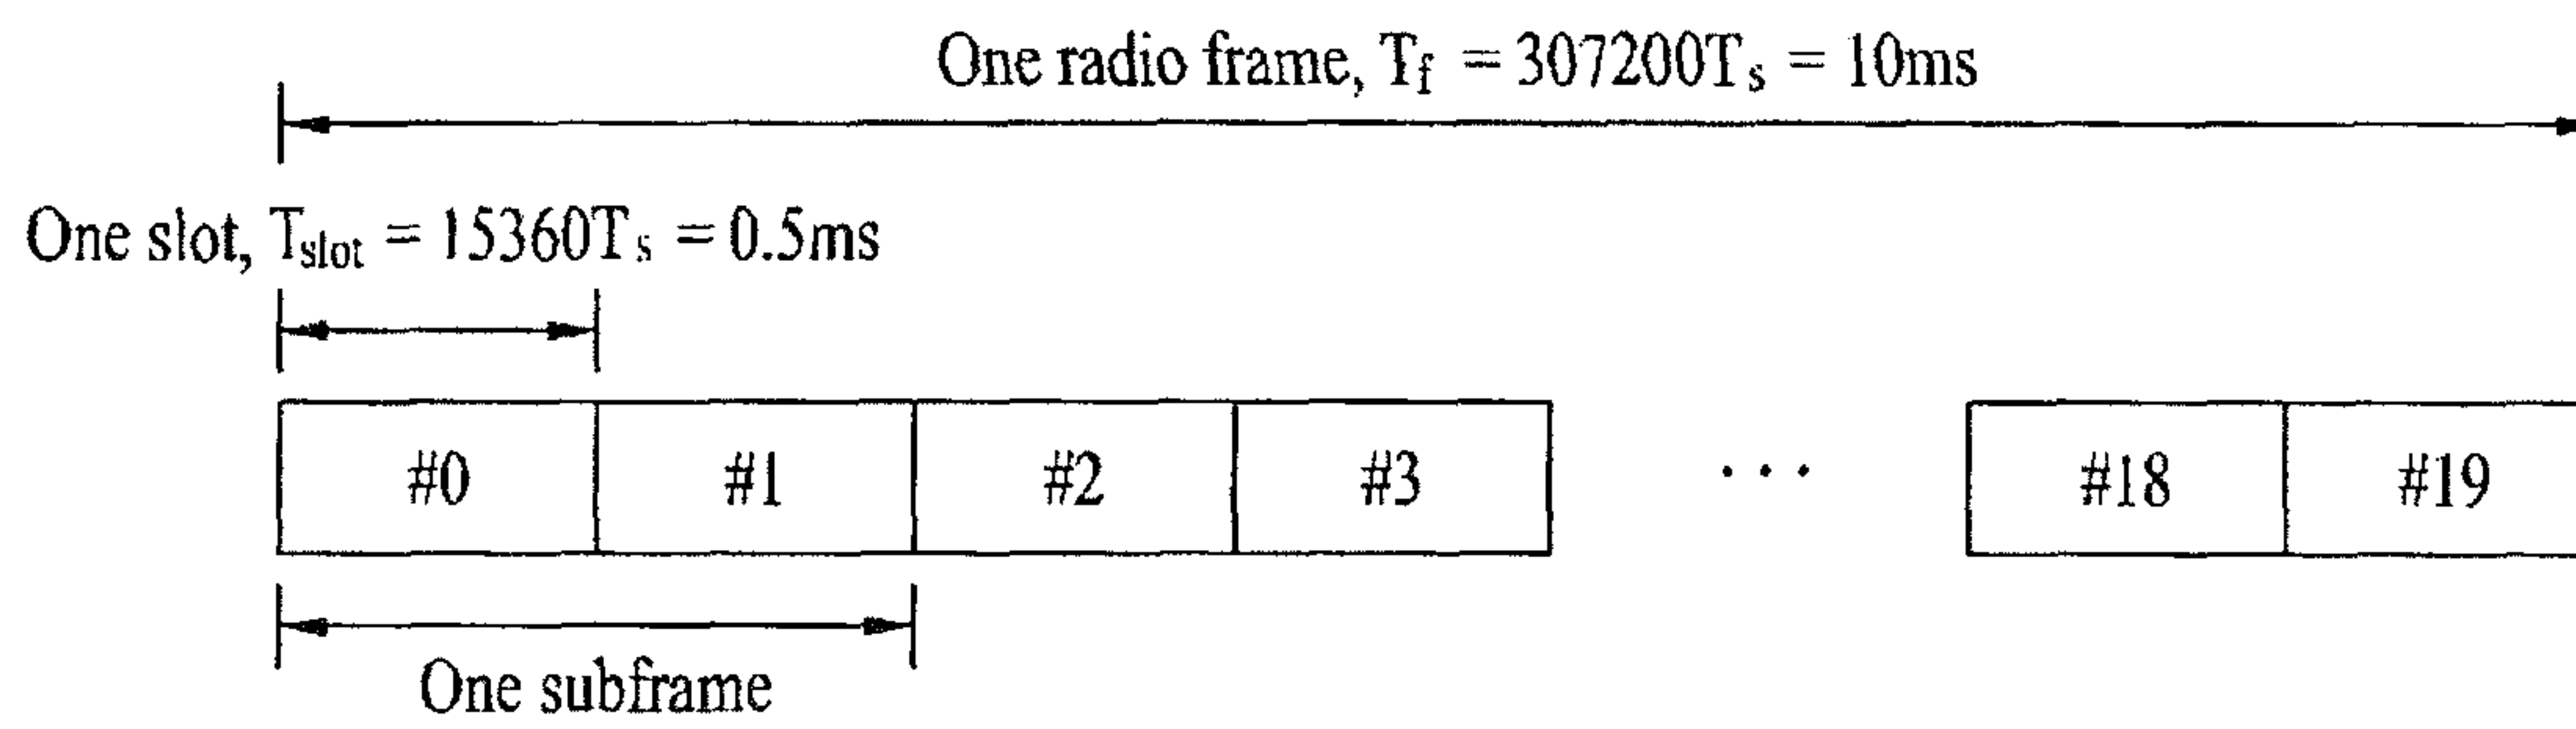 One radio frame, Tf = 307200Ts = 10ms
One slot, Tslot = 15360Ts = 0.5ms
#0 #1 #2 #3 ··· #18 #19
One subframe